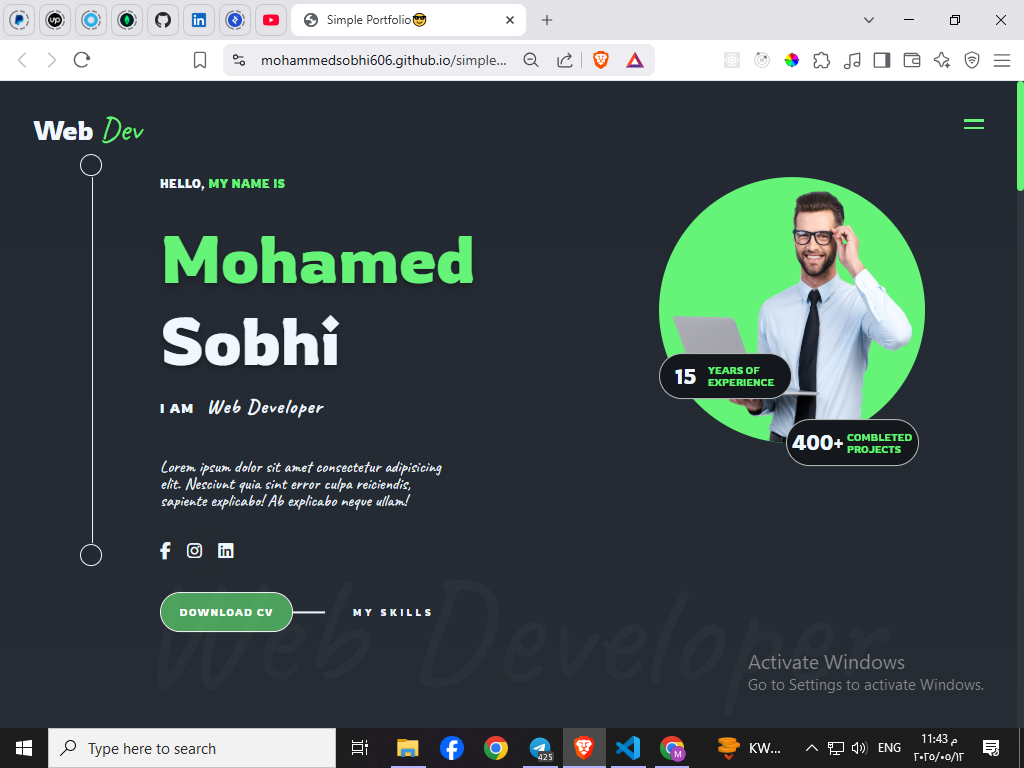 Simple Portfolio😎
mohammedsobhi606.github.io/simple...
Web Dev
HELLO, MY NAME IS
Mohamed
Sobhi
I AM Web Developer
Lorem ipsum dolor sit amet consectetur adipisicing
elit. Nesciunt quia sint error culpa reiciendis,
sapiente explicabo! Ab explicabo neque ullam!
15 YEARS OF
EXPERIENCE
400+ COMBLETED
PROJECTS
DOWNLOAD CV
MY SKILLS
Web Developer
Activate Windows
Go to Settings to activate Windows.
Type here to search
425
M
KW...
ENG
11:43 م
٢٠٢٥/٠٥/١٢
up
in